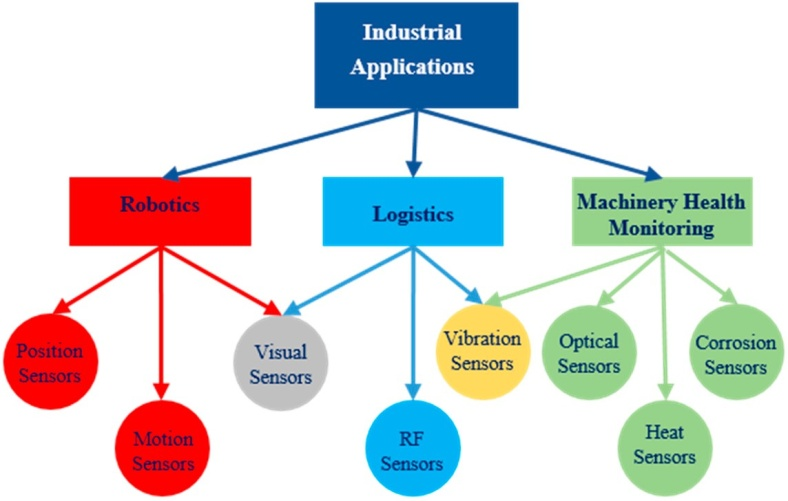 Industrial
Applications
Robotics
Logistics
Machinery Health
Monitoring
Position
Sensors
Visual
Sensors
Vibration
Sensors
Optical
Sensors
Corrosion
Sensors
Motion
Sensors
RF
Sensors
Heat
Sensors